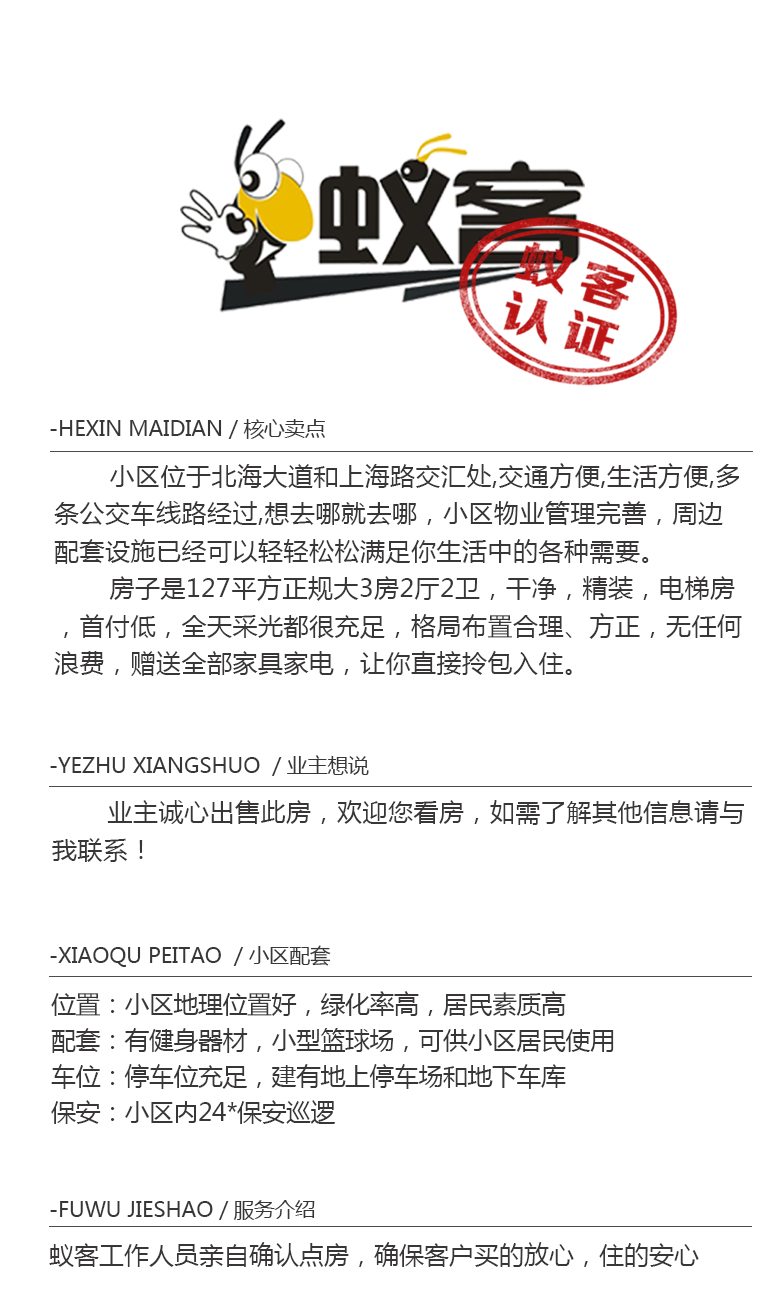 蚁客
蚁客
认证
-HEXIN MAIDIAN / 核心卖点
小区位于北海大道和上海路交汇处,交通方便,生活方便,多
条公交车线路经过,想去哪就去哪，小区物业管理完善，周边
配套设施已经可以轻轻松松满足你生活中的各种需要。
房子是127平方正规大3房2厅2卫，干净，精装，电梯房
，首付低，全天采光都很充足，格局布置合理、方正，无任何
浪费，赠送全部家具家电，让你直接拎包入住。
-YEZHU XIANGSHUO / 业主想说
业主诚心出售此房，欢迎您看房，如需了解其他信息请与
我联系！
-XIAOQU PEITAO / 小区配套
位置：小区地理位置好，绿化率高，居民素质高
配套：有健身器材，小型篮球场，可供小区居民使用
车位：停车位充足，建有地上停车场和地下车库
保安：小区内24*保安巡逻
-FUWU JIESHAO / 服务介绍
蚁客工作人员亲自确认点房，确保客户买的放心，住的安心